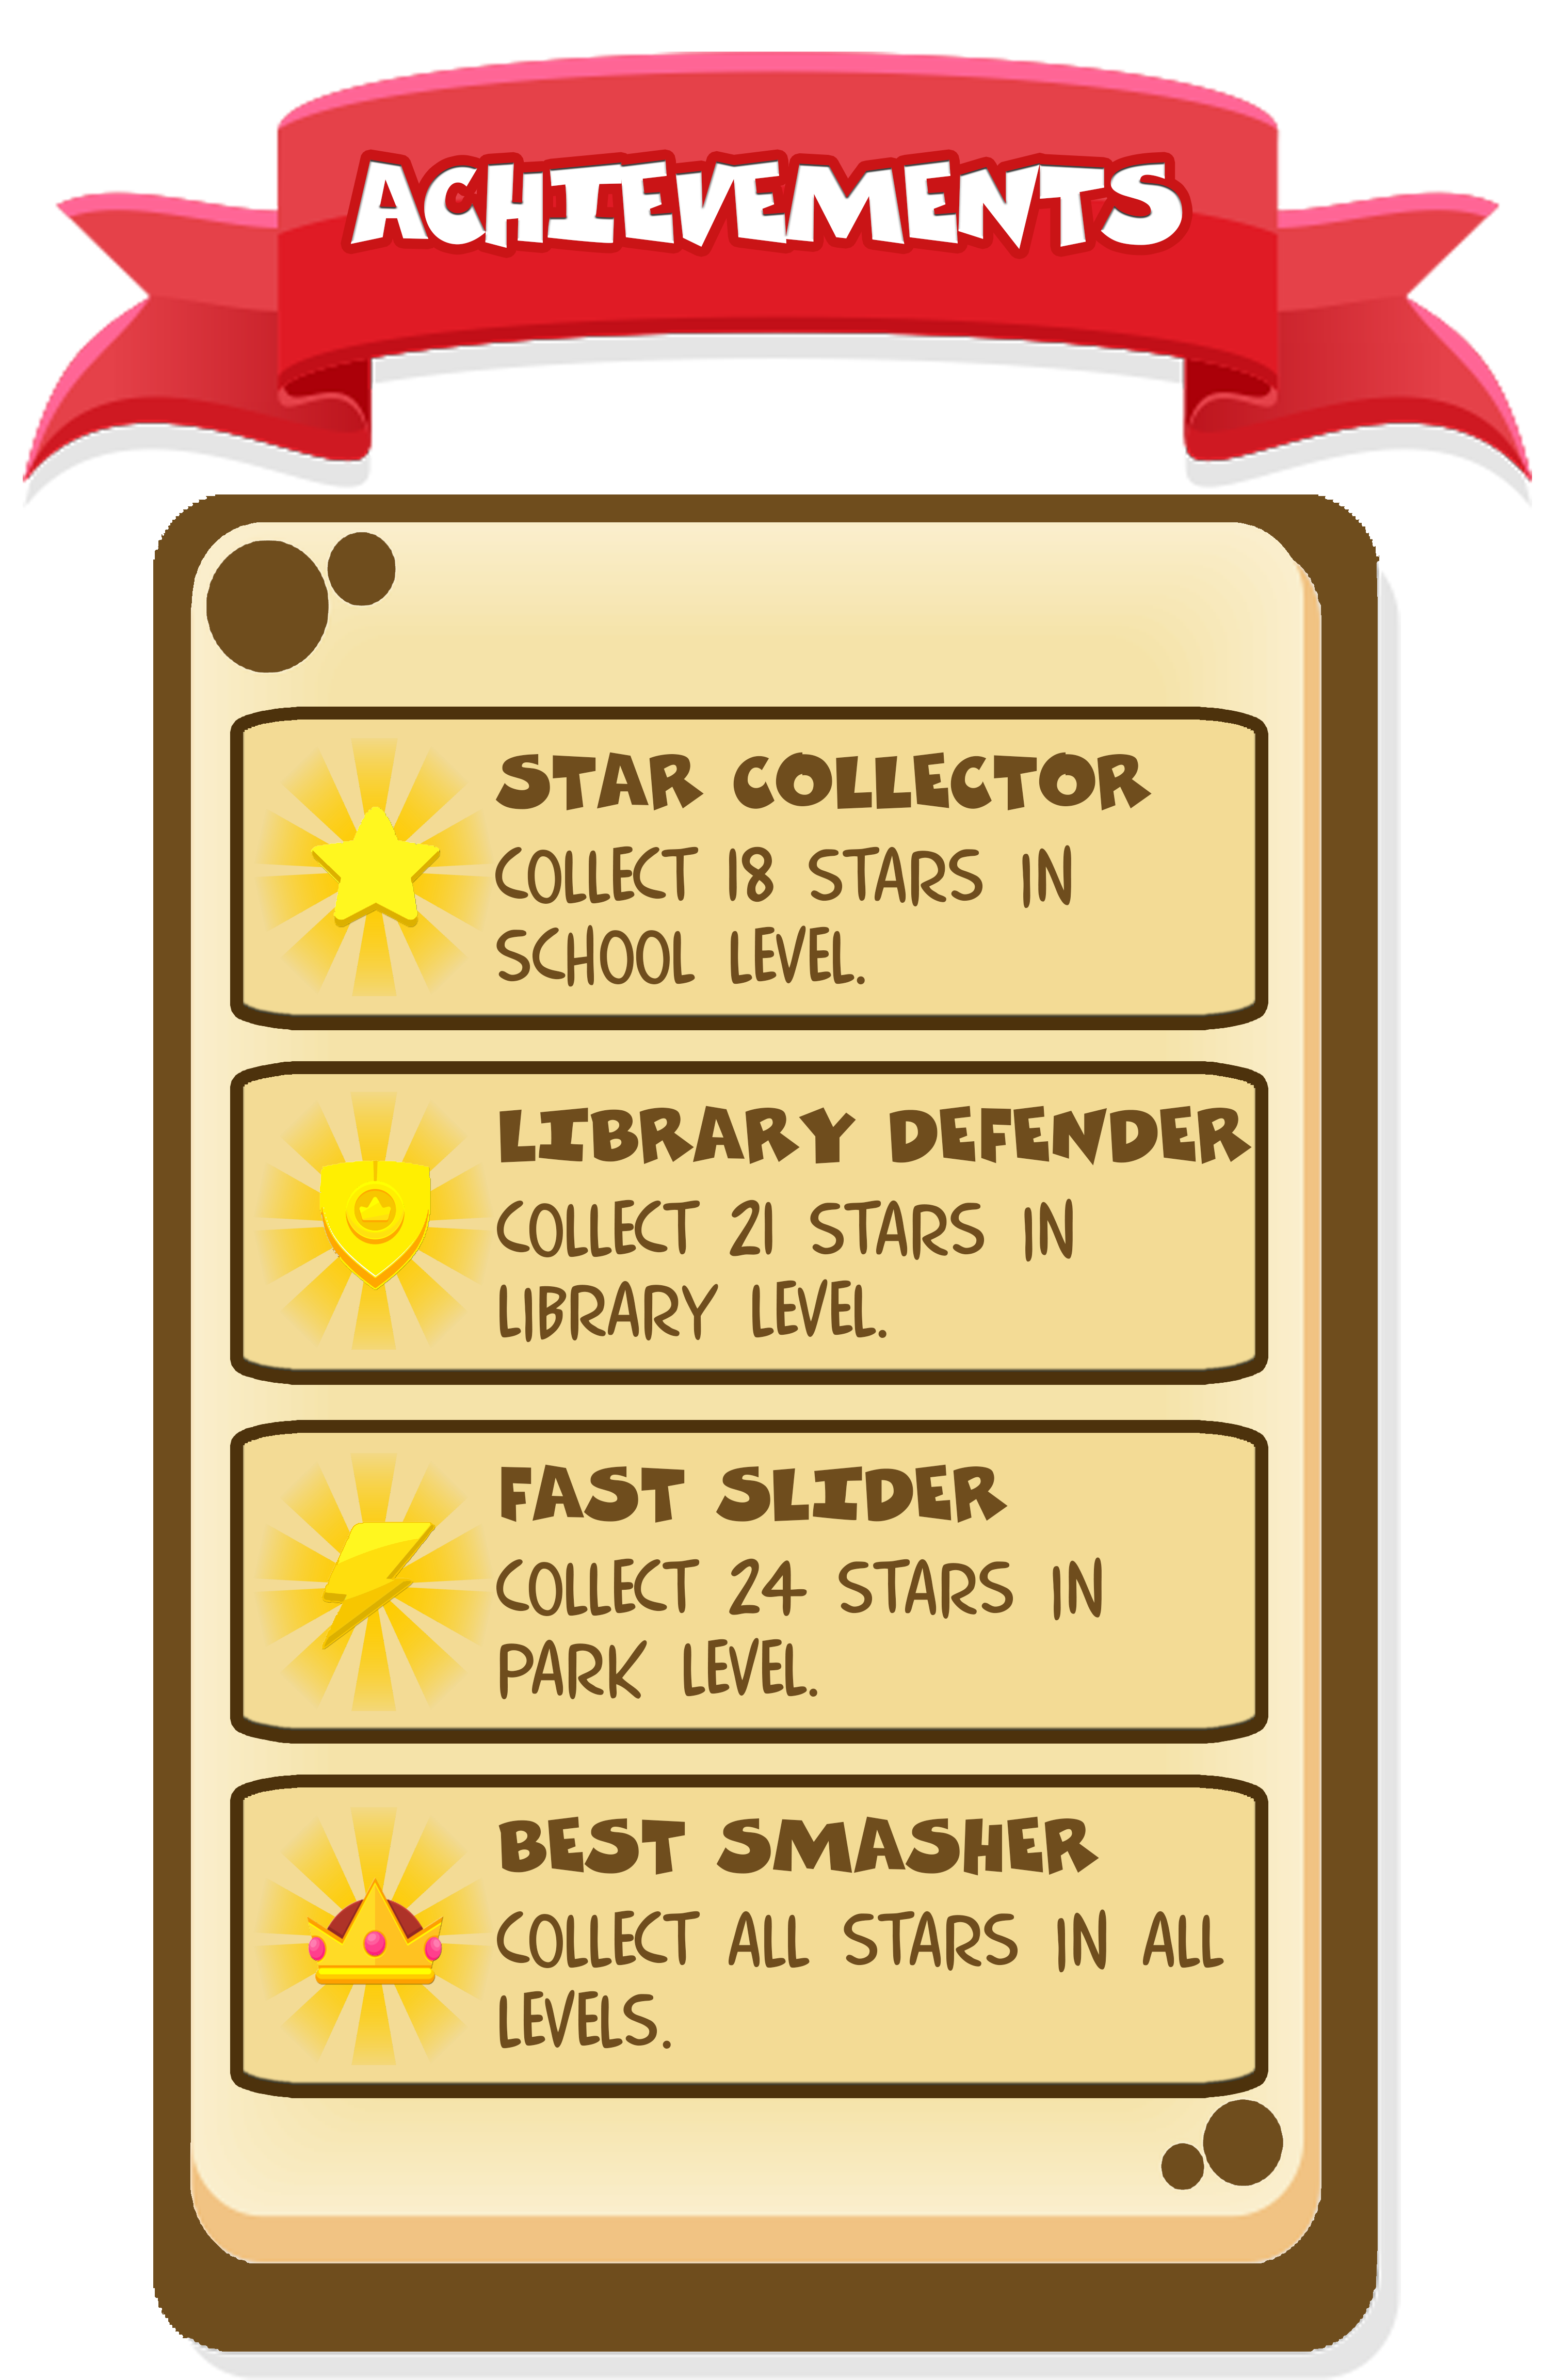 ACHIEVEMENTS
STAR COLLECTOR
COLLECT 18 STARS IN
SCHOOL LEVEL.
LIBRARY DEFENDER
COLLECT 21 STARS IN
LIBRARY LEVEL.
FAST SLIDER
COLLECT 24 STARS IN
PARK LEVEL.
BEST SMASHER
COLLECT ALL STARS IN ALL
LEVELS.